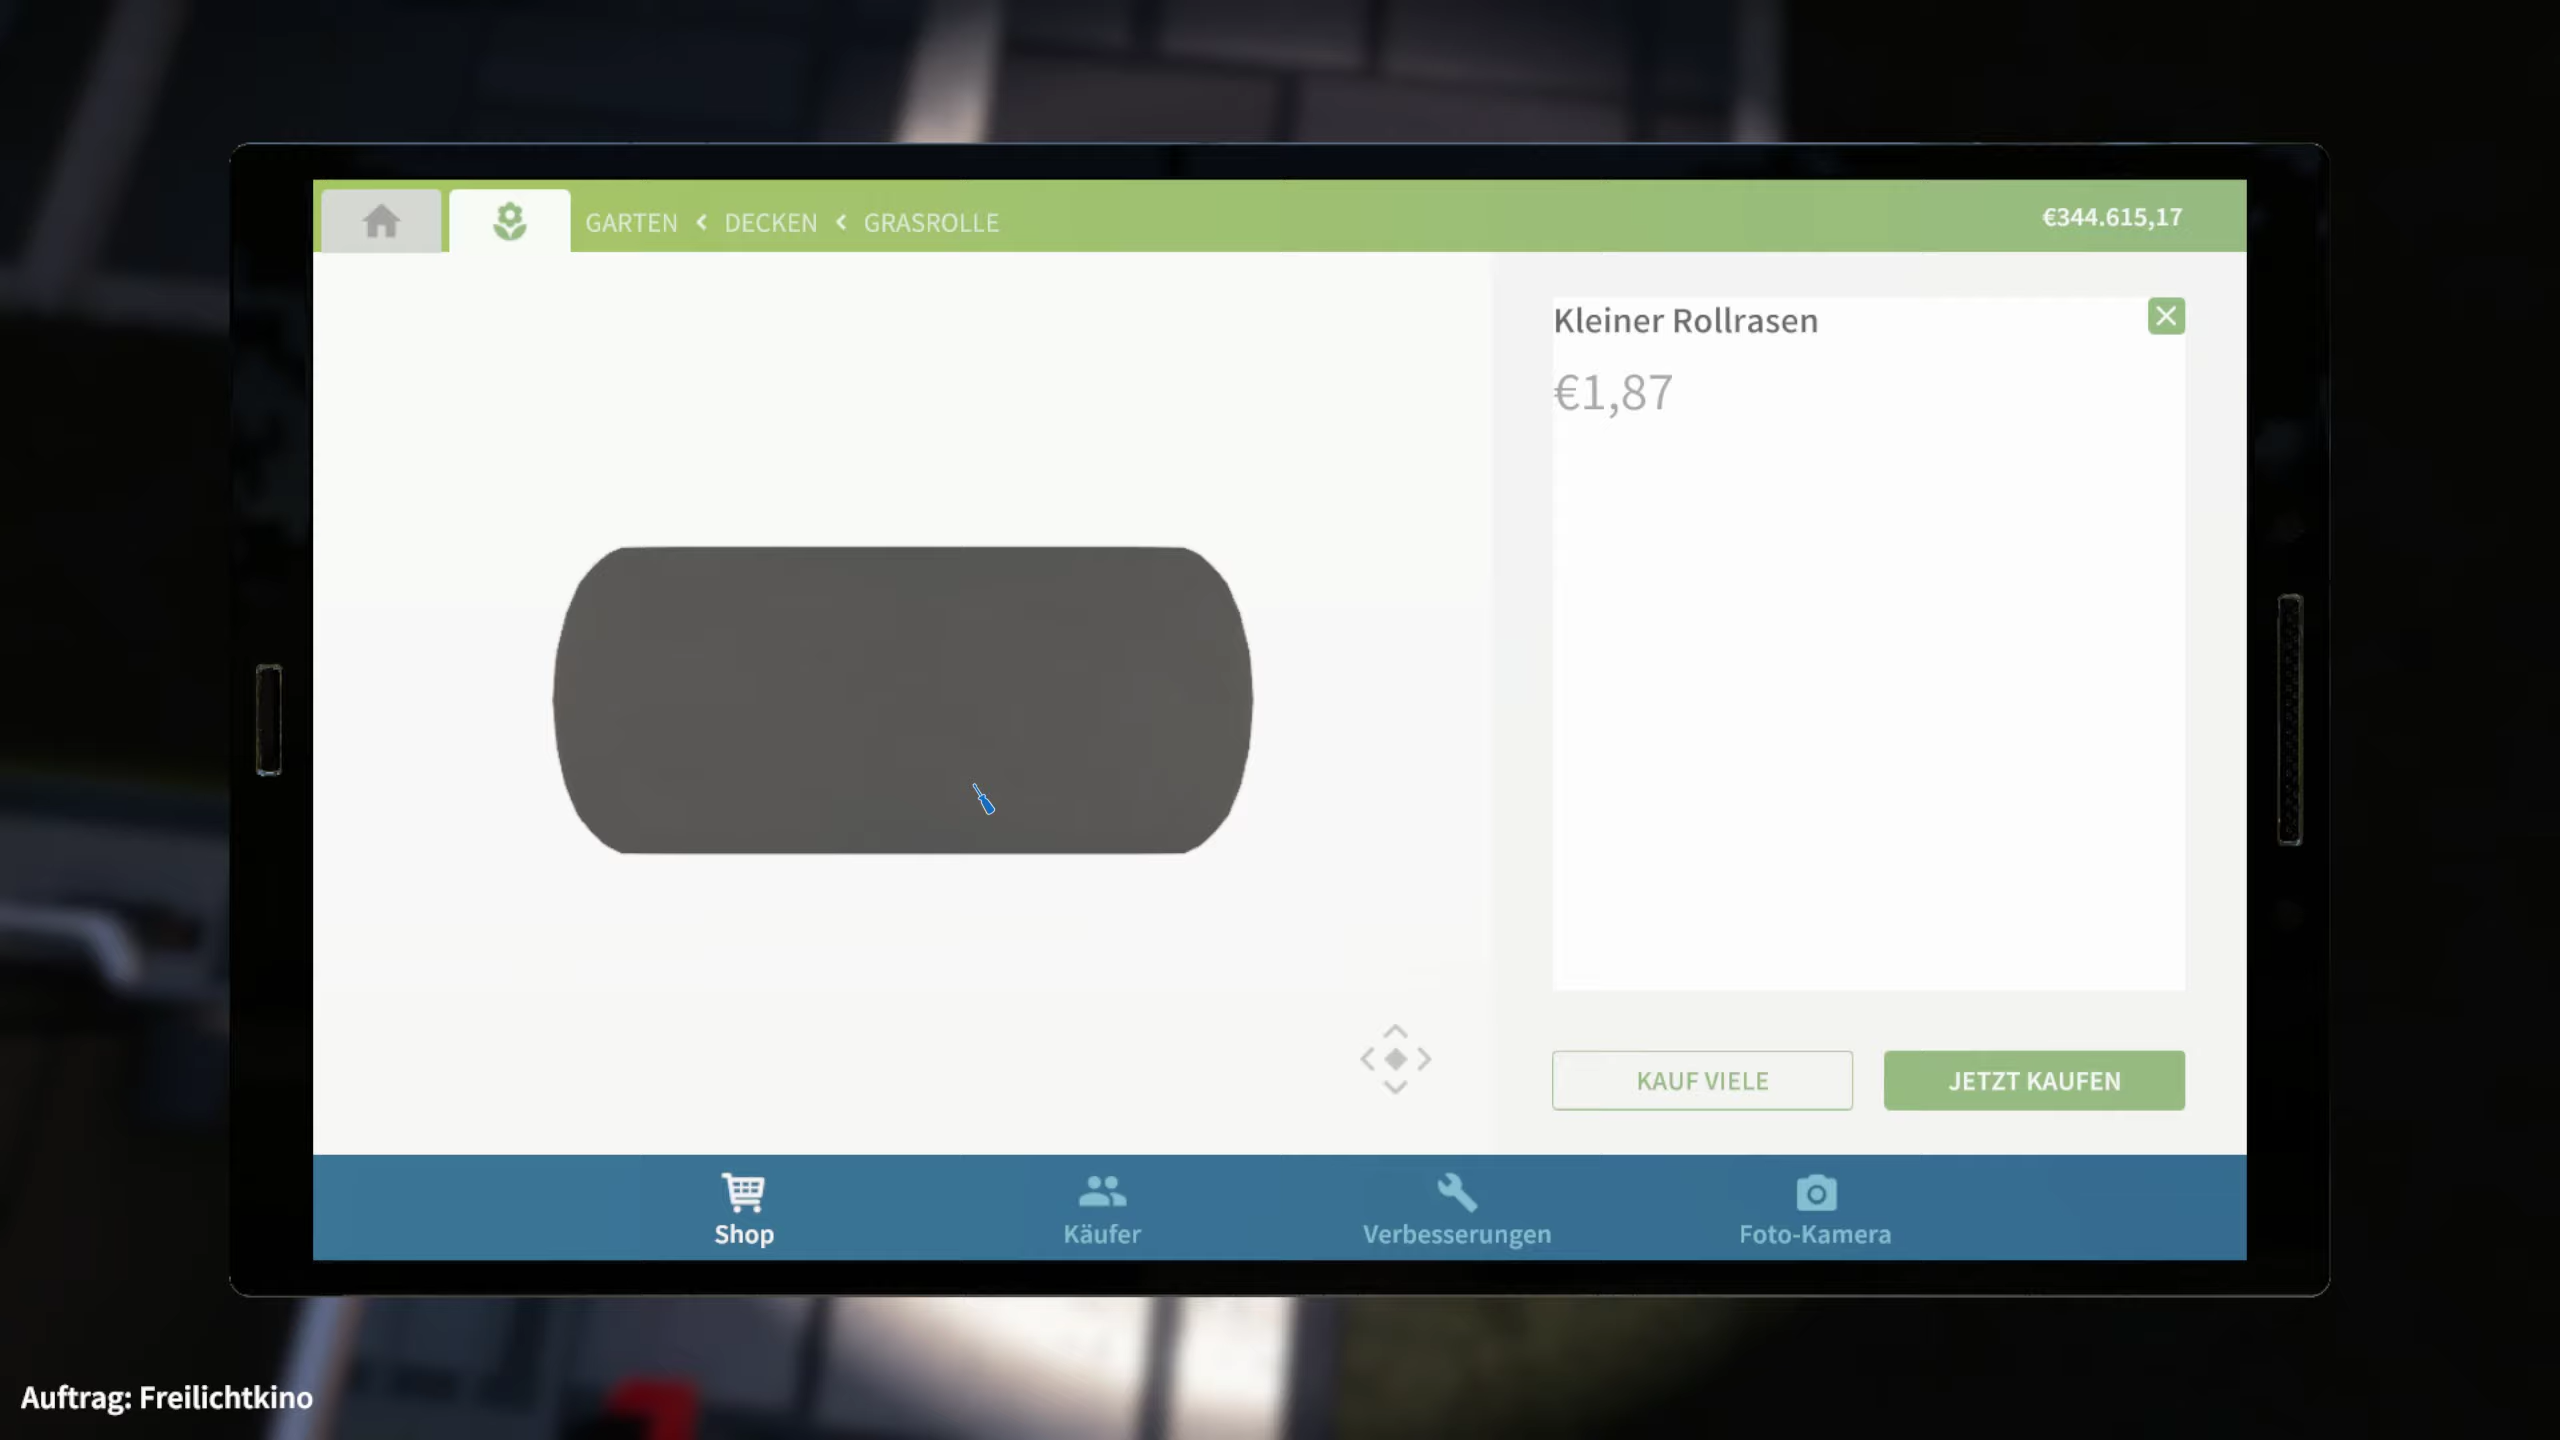 GARTEN < DECKEN < GRASROLLE
€344.615,17
Kleiner Rollrasen
€1,87
KAUF VIELE
JETZT KAUFEN
Shop
Käufer
Verbesserungen
Foto-Kamera
Auftrag: Freilichtkino